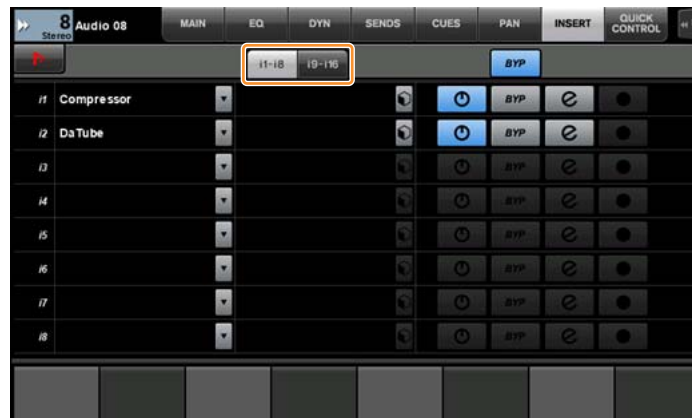 8 Audio 08 MAIN EQ DYN SENDS CUES PAN INSERT QUICK CONTROL
Stereo
i1-i8 i9-i16 BYP
i1 Compressor BYP e
i2 DaTube BYP e
i3 BYP e
i4 BYP e
i5 BYP e
i6 BYP e
i7 BYP e
i8 BYP e